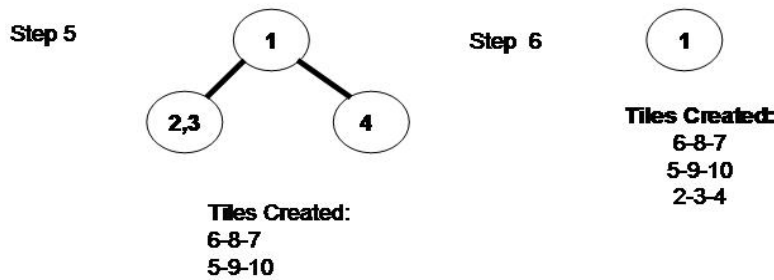 Step 5
1
2,3
4
Tiles Created:
6-8-7
5-9-10
Step 6
1
Tiles Created:
6-8-7
5-9-10
2-3-4